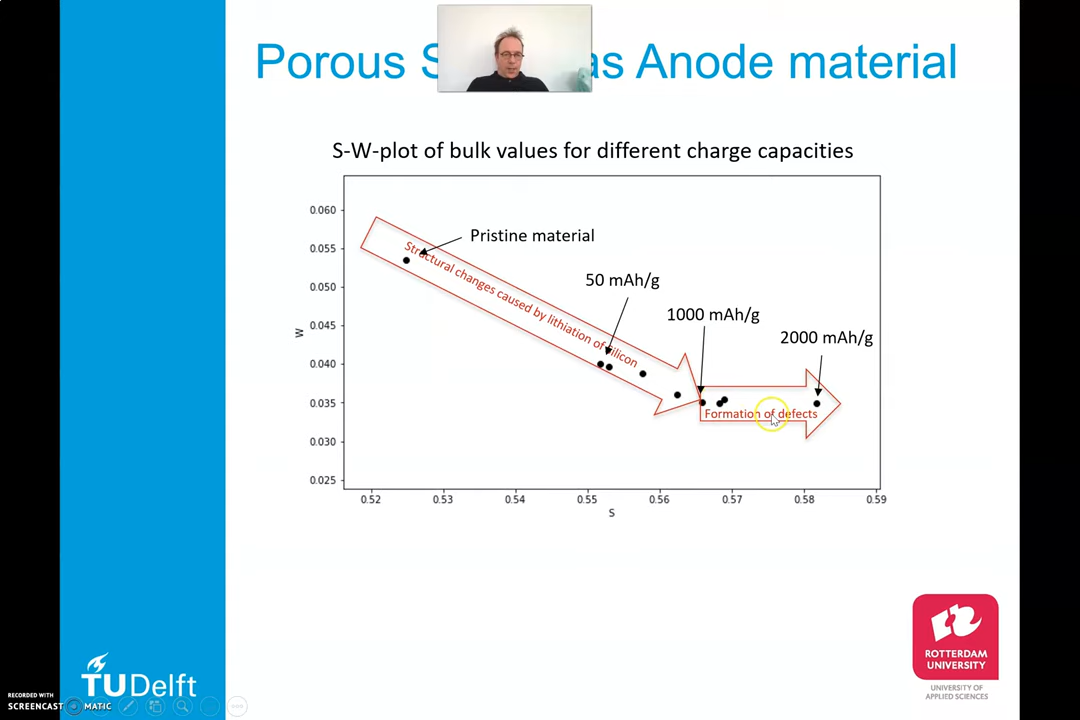 Porous S as Anode material
S-W-plot of bulk values for different charge capacities
0.060
0.055
0.050
0.045
0.040
0.035
0.030
0.025
W
Pristine material
50 mAh/g
1000 mAh/g
2000 mAh/g
Structural changes caused by lithiation of silicon
Formation of defects
0.52 0.53 0.54 0.55 0.56 0.57 0.58 0.59
S
TUDelft
ROTTERDAM
UNIVERSITY
UNIVERSITY OF
APPLIED SCIENCES
RECORDED WITH
SCREENCAST MATIC